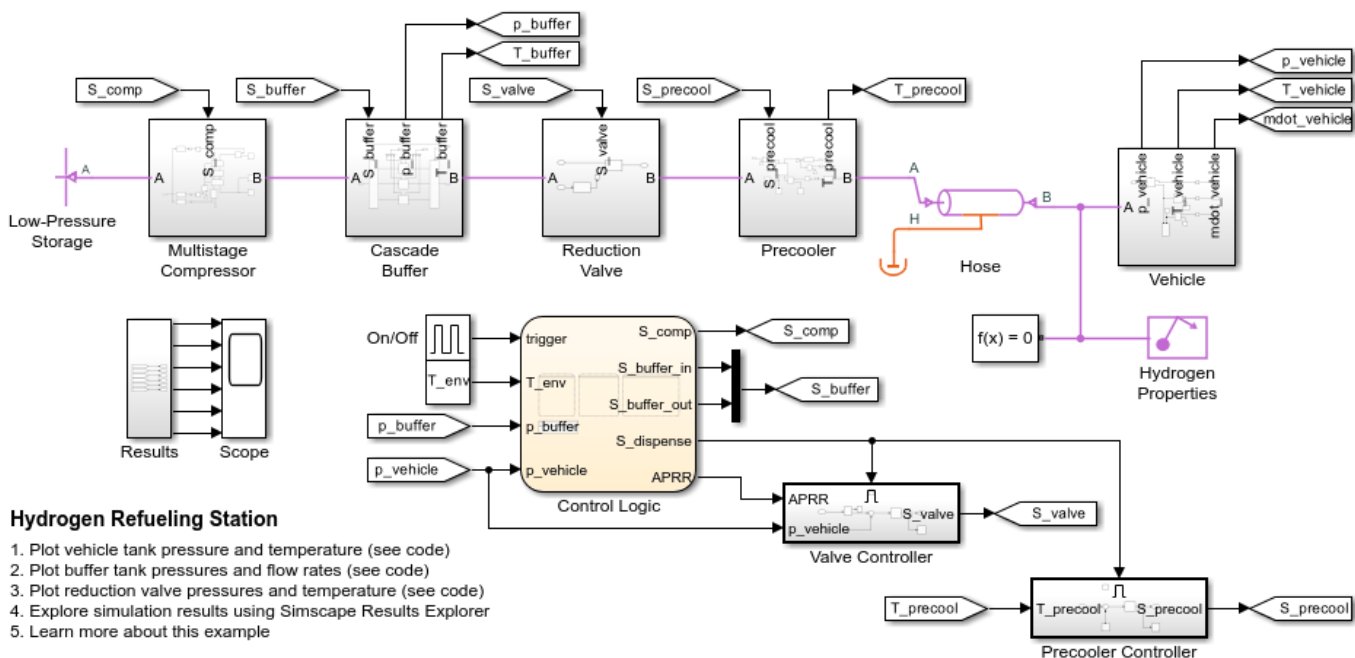 p_buffer
T_buffer
S_comp
S_buffer
S_valve
S_precool
T_precool
p_vehicle
T_vehicle
mdot_vehicle
A
Low-Pressure
Storage
A
S_comp
B
Multistage
Compressor
A
S_buffer
p_buffer
T_buffer
B
Cascade
Buffer
A
S_valve
B
Reduction
Valve
A
S_precool
T_precool
B
Precooler
A
H
B
Hose
A
p_vehicle
T_vehicle
mdot_vehicle
Vehicle
f(x) = 0
Hydrogen
Properties
Results
Scope
On/Off
T_env
p_buffer
p_vehicle
trigger
T_env
p_buffer
p_vehicle
S_comp
S_buffer_in
S_buffer_out
S_dispense
APRR
Control Logic
S_comp
S_buffer
APRR
p_vehicle
S_valve
Valve Controller
S_valve
T_precool
T_precool
S_precool
Precooler Controller
S_precool
Hydrogen Refueling Station
1. Plot vehicle tank pressure and temperature (see code)
2. Plot buffer tank pressures and flow rates (see code)
3. Plot reduction valve pressures and temperature (see code)
4. Explore simulation results using Simscape Results Explorer
5. Learn more about this example